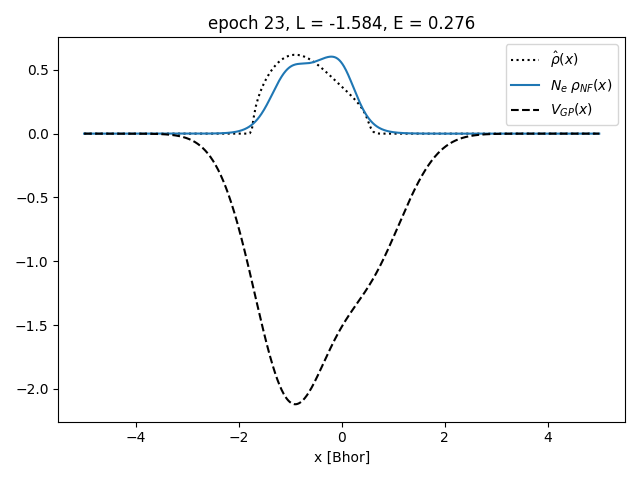 epoch 23, L = -1.584, E = 0.276
ρ̂(x)
Nₑ ρ_NF(x)
V_GP(x)
0.5
0.0
−0.5
−1.0
−1.5
−2.0
−4
−2
0
2
4
x [Bhor]